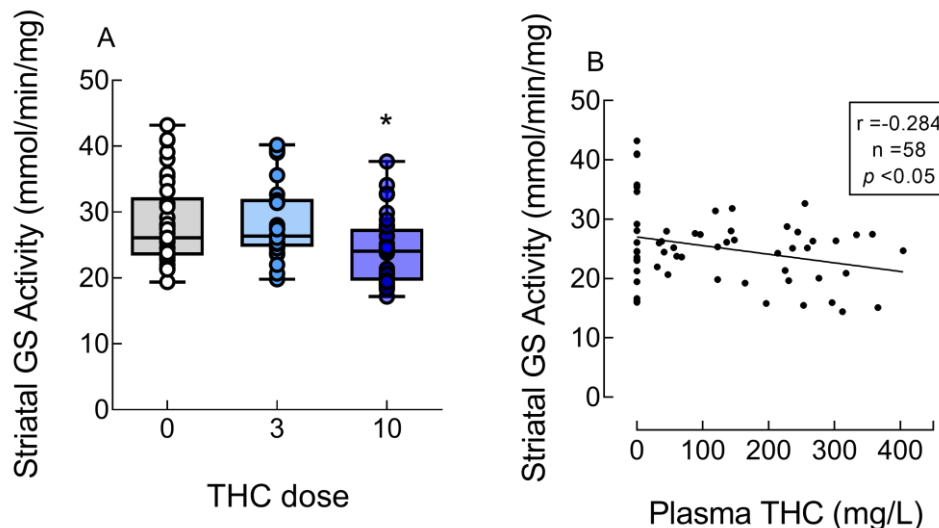 A
Striatal GS Activity (mmol/min/mg)
50
40
30
20
10
0
*
0 3 10
THC dose
B
Striatal GS Activity (mmol/min/mg)
50
40
30
20
10
0
r =-0.284
n =58
p <0.05
0 100 200 300 400
Plasma THC (mg/L)